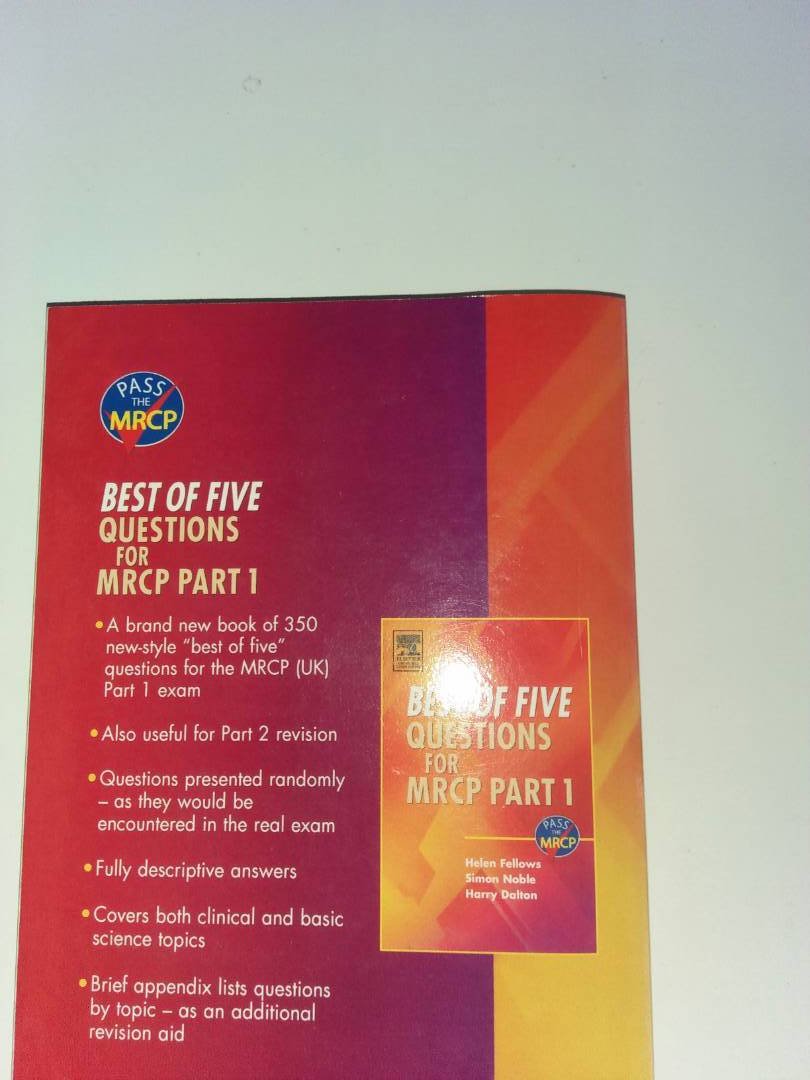 PASS
THE
MRCP
BEST OF FIVE
QUESTIONS
FOR
MRCP PART 1
•A brand new book of 350
new-style “best of five”
questions for the MRCP (UK)
Part 1 exam
•Also useful for Part 2 revision
•Questions presented randomly
– as they would be
encountered in the real exam
•Fully descriptive answers
•Covers both clinical and basic
science topics
•Brief appendix lists questions
by topic – as an additional
revision aid
ELSEVIER
BEST OF FIVE
QUESTIONS
FOR
MRCP PART 1
PASS
THE
MRCP
Helen Fellows
Simon Noble
Harry Dalton